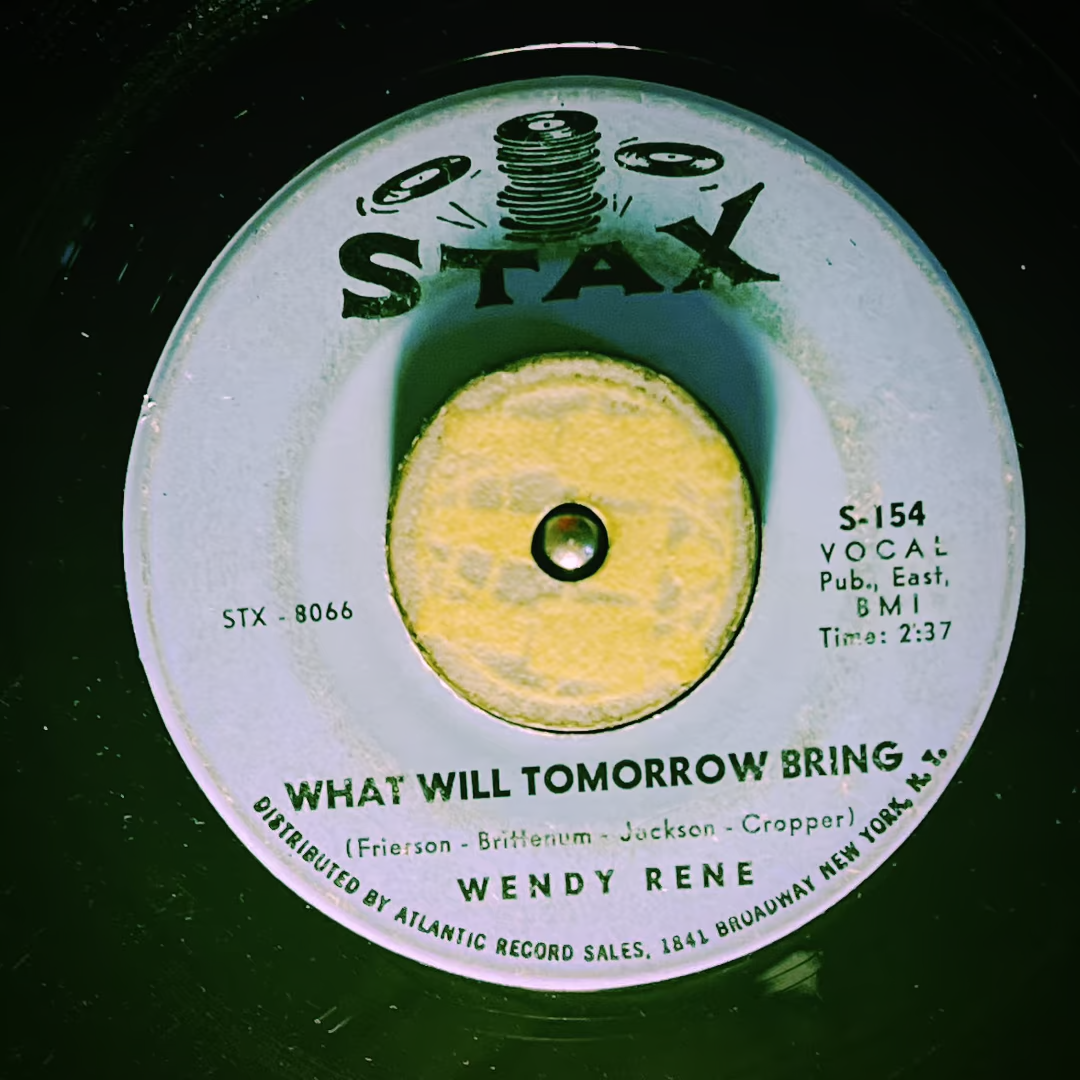 STAX
S-154
VOCAL
Pub., East,
BMI
Time: 2:37
STX - 8066
WHAT WILL TOMORROW BRING
(Frierson - Brittenum - Jackson - Cropper)
WENDY RENE
DISTRIBUTED BY ATLANTIC RECORD SALES, 1841 BROADWAY NEW YORK, N.Y.